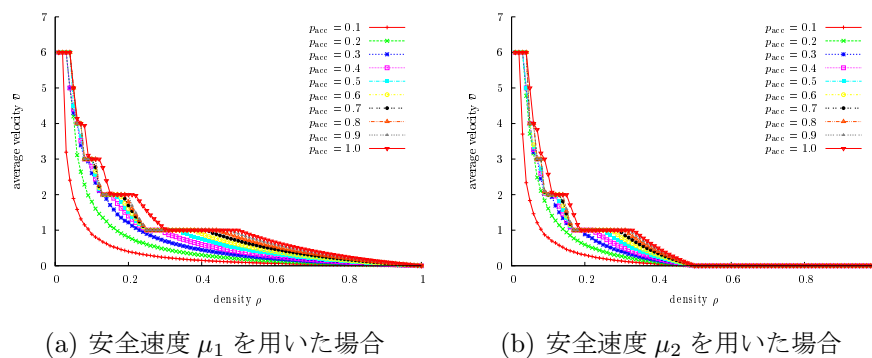 7
6
5
4
3
2
1
0
0
0.2
0.4
0.6
0.8
1
average velocity v̅
density ρ
p_acc = 0.1
p_acc = 0.2
p_acc = 0.3
p_acc = 0.4
p_acc = 0.5
p_acc = 0.6
p_acc = 0.7
p_acc = 0.8
p_acc = 0.9
p_acc = 1.0
(a) 安全速度 μ₁ を用いた場合
7
6
5
4
3
2
1
0
0
0.2
0.4
0.6
0.8
average velocity v̅
density ρ
p_acc = 0.1
p_acc = 0.2
p_acc = 0.3
p_acc = 0.4
p_acc = 0.5
p_acc = 0.6
p_acc = 0.7
p_acc = 0.8
p_acc = 0.9
p_acc = 1.0
(b) 安全速度 μ₂ を用いた場合